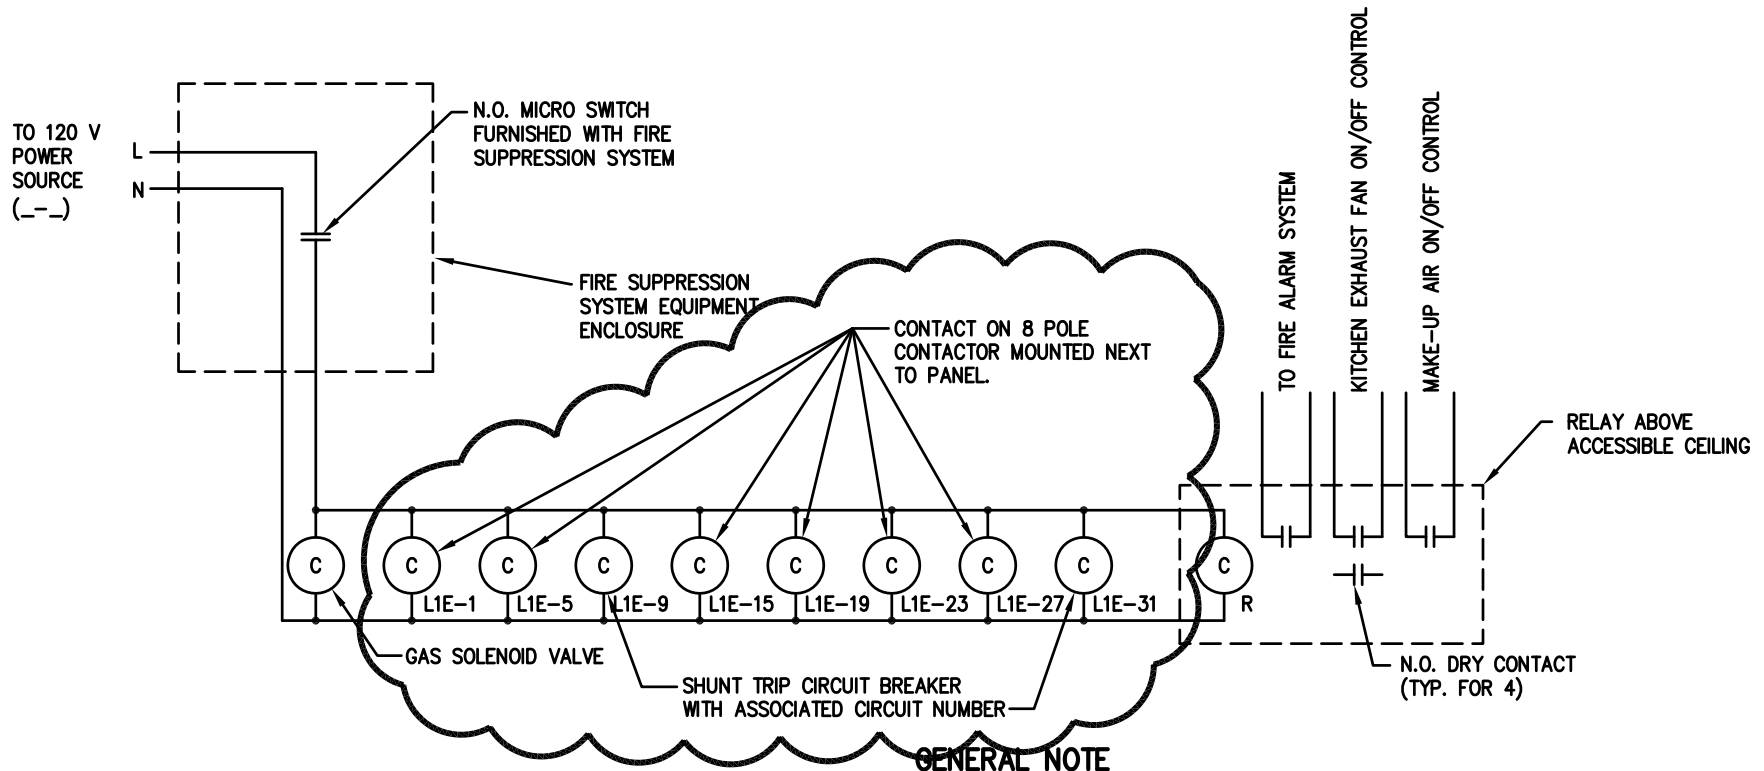 TO 120 V
POWER
SOURCE
(_-_)
L
N
N.O. MICRO SWITCH
FURNISHED WITH FIRE
SUPPRESSION SYSTEM
FIRE SUPPRESSION
SYSTEM EQUIPMENT
ENCLOSURE
CONTACT ON 8 POLE
CONTACTOR MOUNTED NEXT
TO PANEL.
TO FIRE ALARM SYSTEM
KITCHEN EXHAUST FAN ON/OFF CONTROL
MAKE-UP AIR ON/OFF CONTROL
RELAY ABOVE
ACCESSIBLE CEILING
C C C C C C C C C C
L1E-1 L1E-5 L1E-9 L1E-15 L1E-19 L1E-23 L1E-27 L1E-31 R
GAS SOLENOID VALVE
SHUNT TRIP CIRCUIT BREAKER
WITH ASSOCIATED CIRCUIT NUMBER
N.O. DRY CONTACT
(TYP. FOR 4)
GENERAL NOTE